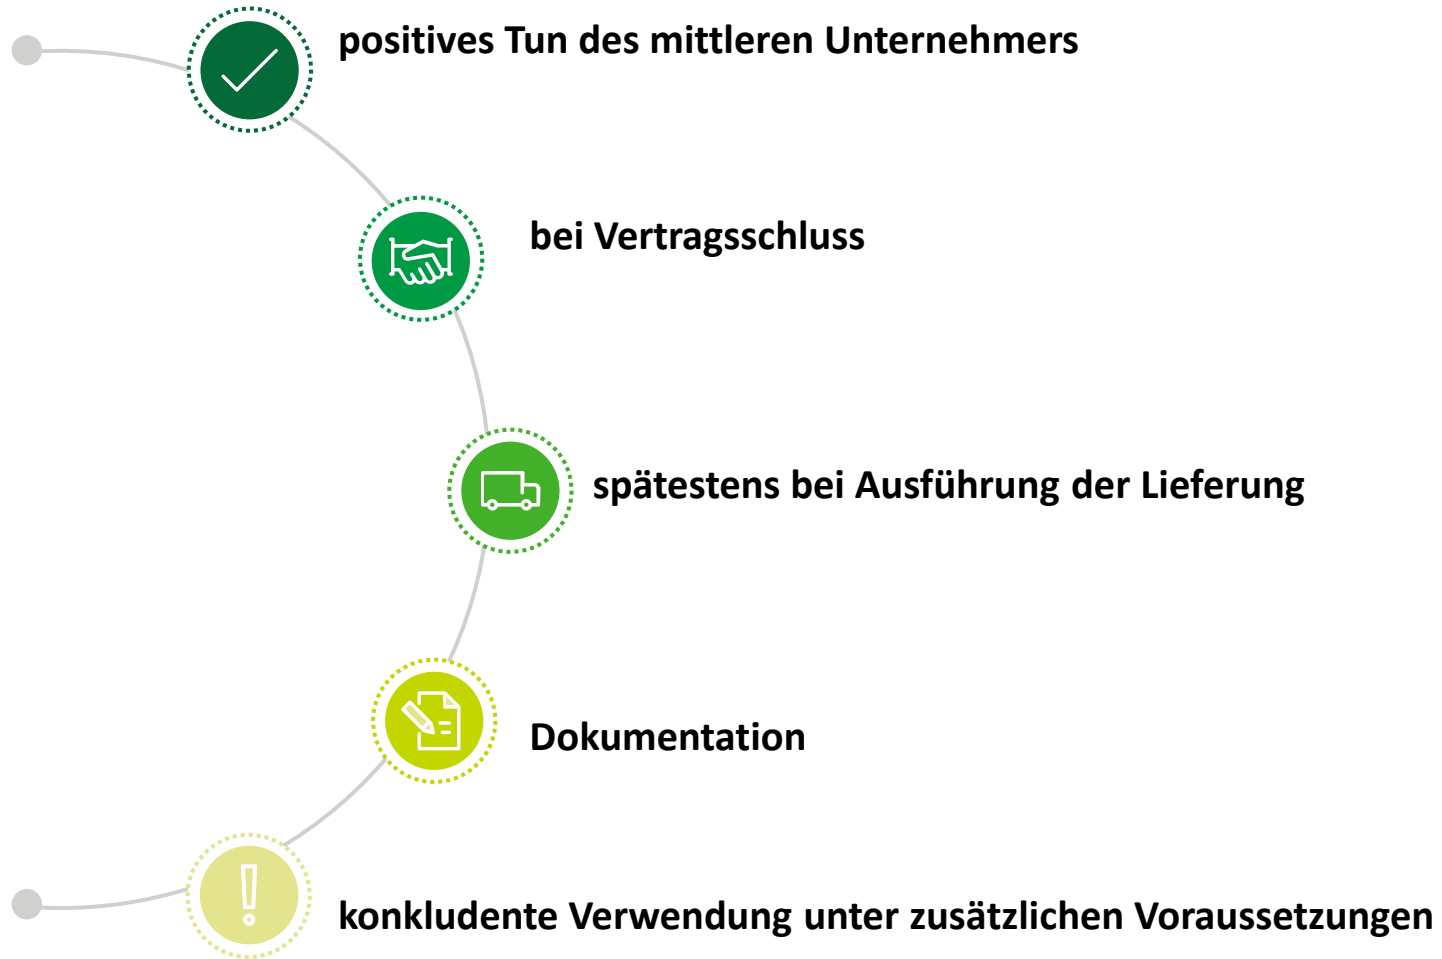 positives Tun des mittleren Unternehmers
bei Vertragsschluss
spätestens bei Ausführung der Lieferung
Dokumentation
konkludente Verwendung unter zusätzlichen Voraussetzungen